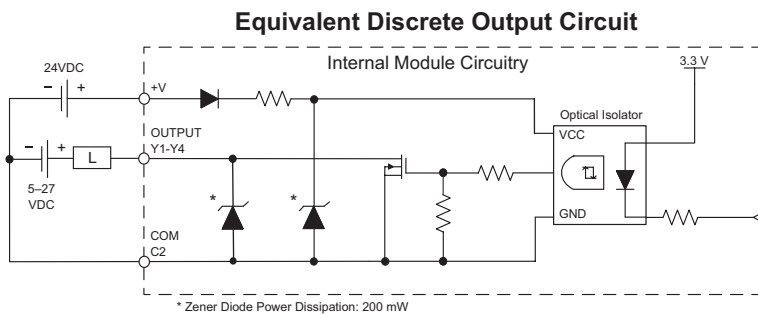 Equivalent Discrete Output Circuit
Internal Module Circuitry
24VDC
3.3 V
− +
+V
Optical Isolator
OUTPUT
Y1-Y4
VCC
− +
L
5–27
VDC
*
*
GND
COM
C2
* Zener Diode Power Dissipation: 200 mW